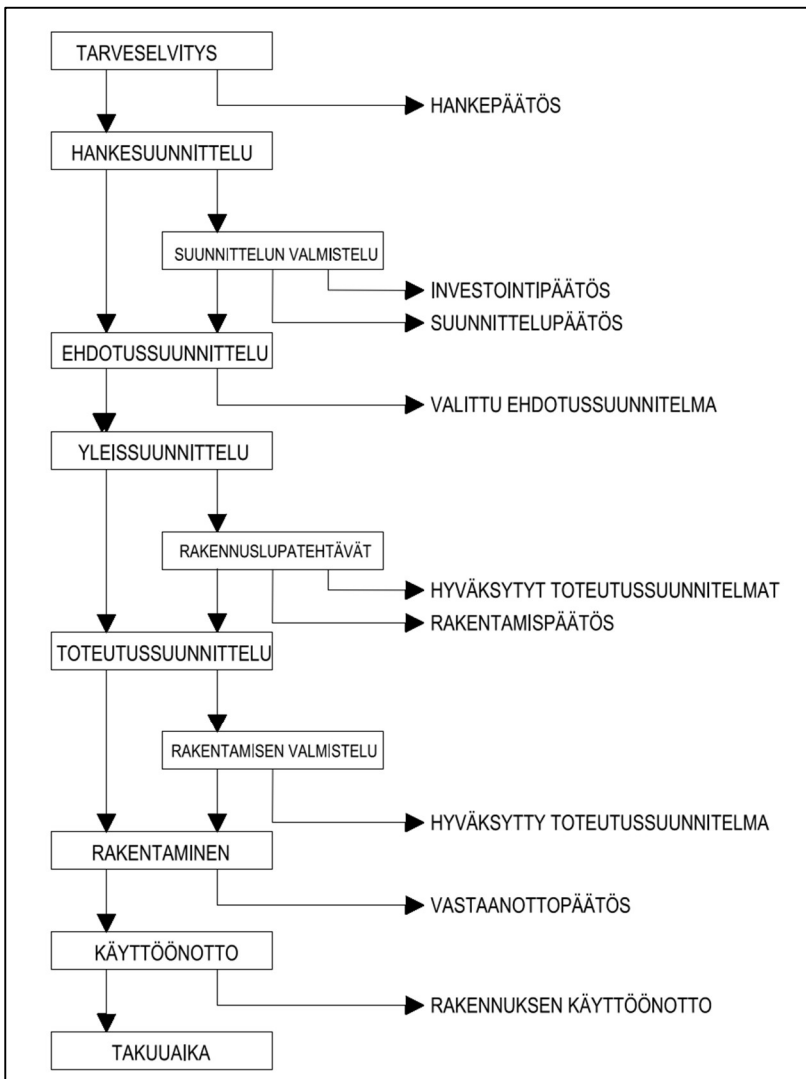 TARVESELVITYS
HANKEPÄÄTÖS
HANKESUUNNITTELU
SUUNNITTELUN VALMISTELU
INVESTOINTIPÄÄTÖS
SUUNNITTELUPÄÄTÖS
EHDOTUSSUUNNITTELU
VALITTU EHDOTUSSUUNNITELMA
YLEISSUUNNITTELU
RAKENNUSLUPATEHTÄVÄT
HYVÄKSYTYT TOTEUTUSSUUNNITELMAT
RAKENTAMISPÄÄTÖS
TOTEUTUSSUUNNITTELU
RAKENTAMISEN VALMISTELU
HYVÄKSYTTY TOTEUTUSSUUNNITELMA
RAKENTAMINEN
VASTAANOTTOPÄÄTÖS
KÄYTTÖÖNOTTO
RAKENNUKSEN KÄYTTÖÖNOTTO
TAKUUAIKA